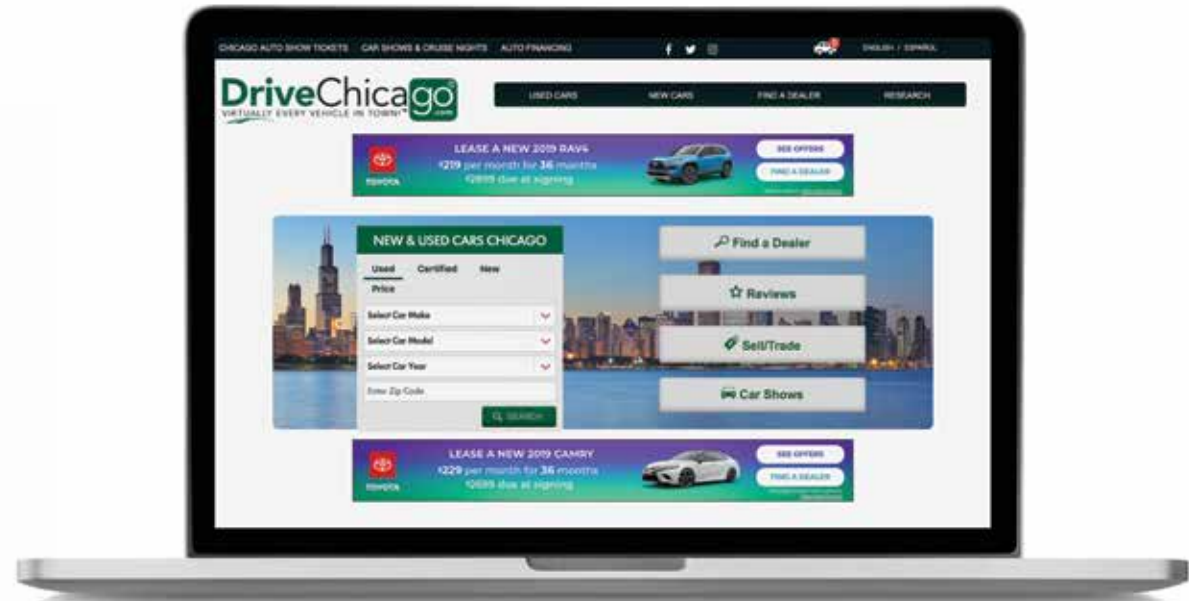 CHICAGO AUTO SHOW TICKETS CAR SHOWS & CRUISE NIGHTS AUTO FINANCING ENGLISH / ESPAÑOL
DriveChicago
.com
VIRTUALLY EVERY VEHICLE IN TOWN!
USED CARS NEW CARS FIND A DEALER RESEARCH
LEASE A NEW 2019 RAV4
$219 per month for 36 months
$2899 due at signing
TOYOTA
SEE OFFERS
FIND A DEALER
NEW & USED CARS CHICAGO
Used Certified New
Price
Select Car Make
Select Car Model
Select Car Year
Enter Zip Code
SEARCH
Find a Dealer
Reviews
Sell/Trade
Car Shows
LEASE A NEW 2019 CAMRY
$229 per month for 36 months
$2699 due at signing
TOYOTA
SEE OFFERS
FIND A DEALER